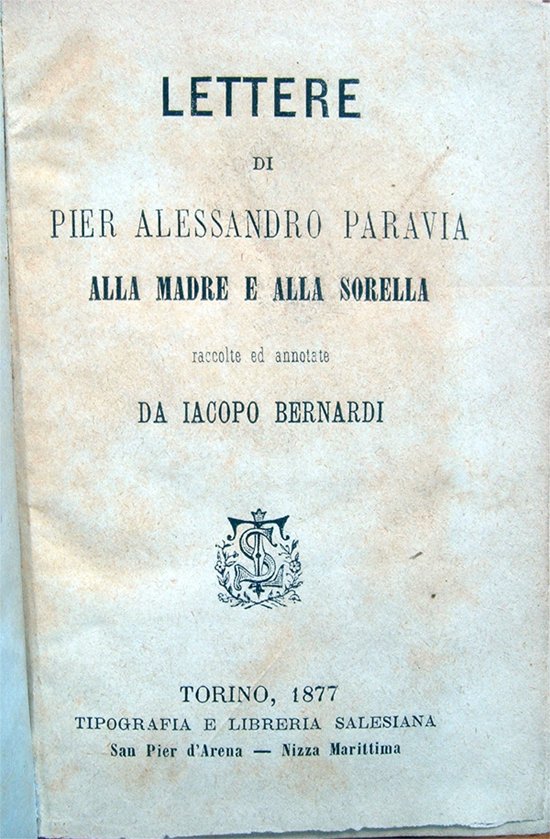 LETTERE
DI
PIER ALESSANDRO PARAVIA
ALLA MADRE E ALLA SORELLA
raccolte ed annotate
DA IACOPO BERNARDI
TORINO, 1877
TIPOGRAFIA E LIBRERIA SALESIANA
San Pier d'Arena — Nizza Marittima